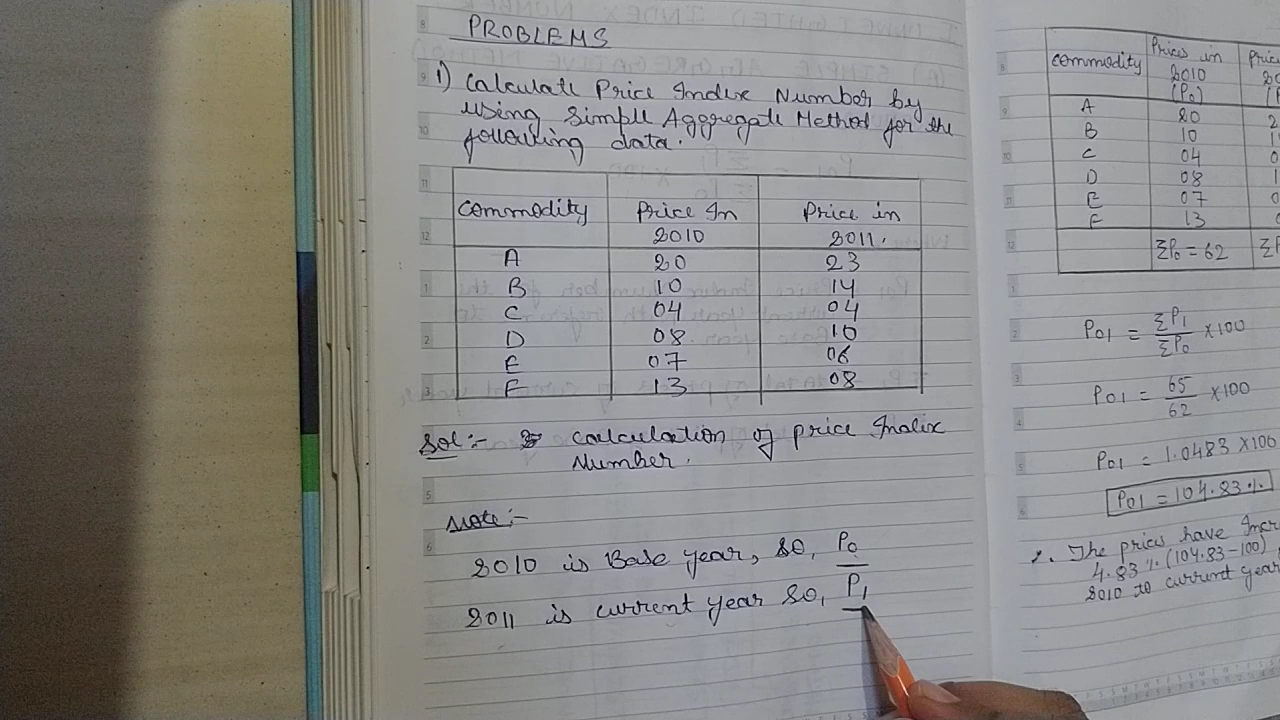 PROBLEMS
1) Calculate Price Index Number by
using Simple Aggregate Method for the
following data.
Commodity Price In 2010 Price in 2011.
A 20 23
B 10 14
C 04 04
D 08 10
E 07 06
F 13 08
Sol:- calculation of price Index
Number.
Note:-
2010 is Base year, So, P0
2011 is current year So, P1
commodity Prices in 2010 (P0)
A 20
B 10
C 04
D 08
E 07
F 13
ΣP0 = 62
P01 = ΣP1/ΣP0 × 100
P01 = 65/62 × 100
P01 = 1.0483 × 100
P01 = 104.83%
The prices have
4.83% (104.83-100)
2010 to current year